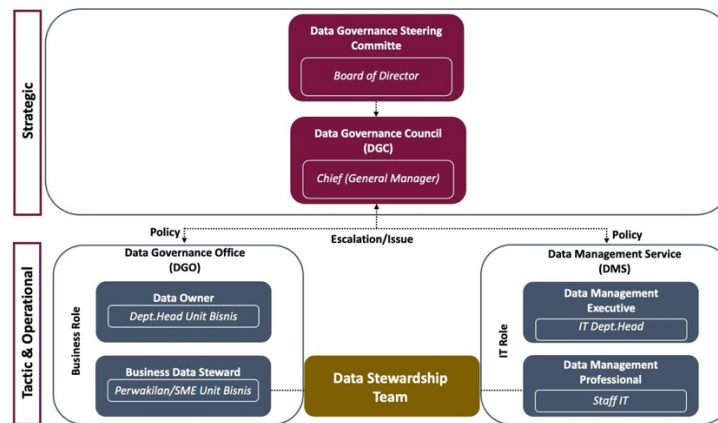 Strategic
Data Governance Steering
Committe
Board of Director
Data Governance Council
(DGC)
Chief (General Manager)
Policy
Escalation/Issue
Policy
Tactic & Operational
Data Governance Office
(DGO)
Business Role
Data Owner
Dept.Head Unit Bisnis
Business Data Steward
Perwakilan/SME Unit Bisnis
Data Stewardship
Team
Data Management Service
(DMS)
IT Role
Data Management
Executive
IT Dept.Head
Data Management
Professional
Staff IT